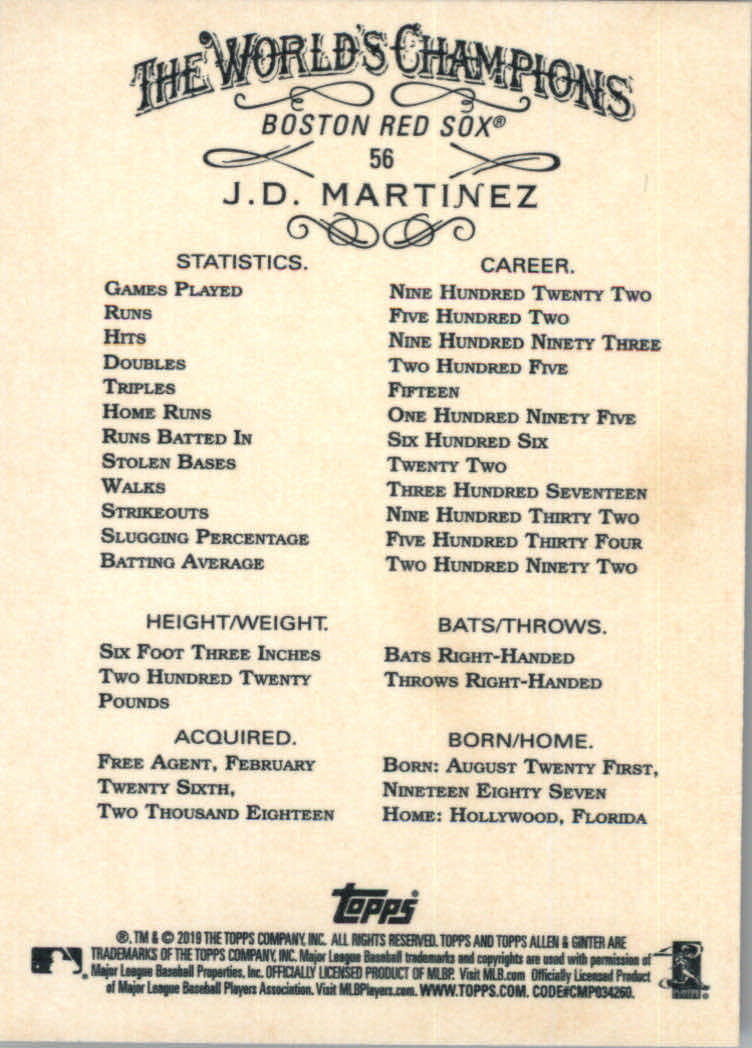 THE WORLD'S CHAMPIONS
BOSTON RED SOX®
56
J.D. MARTINEZ
STATISTICS.
GAMES PLAYED
RUNS
HITS
DOUBLES
TRIPLES
HOME RUNS
RUNS BATTED IN
STOLEN BASES
WALKS
STRIKEOUTS
SLUGGING PERCENTAGE
BATTING AVERAGE
CAREER.
NINE HUNDRED TWENTY TWO
FIVE HUNDRED TWO
NINE HUNDRED NINETY THREE
TWO HUNDRED FIVE
FIFTEEN
ONE HUNDRED NINETY FIVE
SIX HUNDRED SIX
TWENTY TWO
THREE HUNDRED SEVENTEEN
NINE HUNDRED THIRTY TWO
FIVE HUNDRED THIRTY FOUR
TWO HUNDRED NINETY TWO
HEIGHT/WEIGHT.
SIX FOOT THREE INCHES
TWO HUNDRED TWENTY
POUNDS
BATS/THROWS.
BATS RIGHT-HANDED
THROWS RIGHT-HANDED
ACQUIRED.
FREE AGENT, FEBRUARY
TWENTY SIXTH,
TWO THOUSAND EIGHTEEN
BORN/HOME.
BORN: AUGUST TWENTY FIRST,
NINETEEN EIGHTY SEVEN
HOME: HOLLYWOOD, FLORIDA
topps®
®, TM & © 2019 THE TOPPS COMPANY, INC. ALL RIGHTS RESERVED. TOPPS AND TOPPS ALLEN & GINTER ARE
TRADEMARKS OF THE TOPPS COMPANY, INC. Major League Baseball trademarks and copyrights are used with permission of
Major League Baseball Properties, Inc. OFFICIALLY LICENSED PRODUCT OF MLBP. Visit MLB.com Officially Licensed Product
of Major League Baseball Players Association. Visit MLBPlayers.com. WWW.TOPPS.COM. CODE#CMP034260.